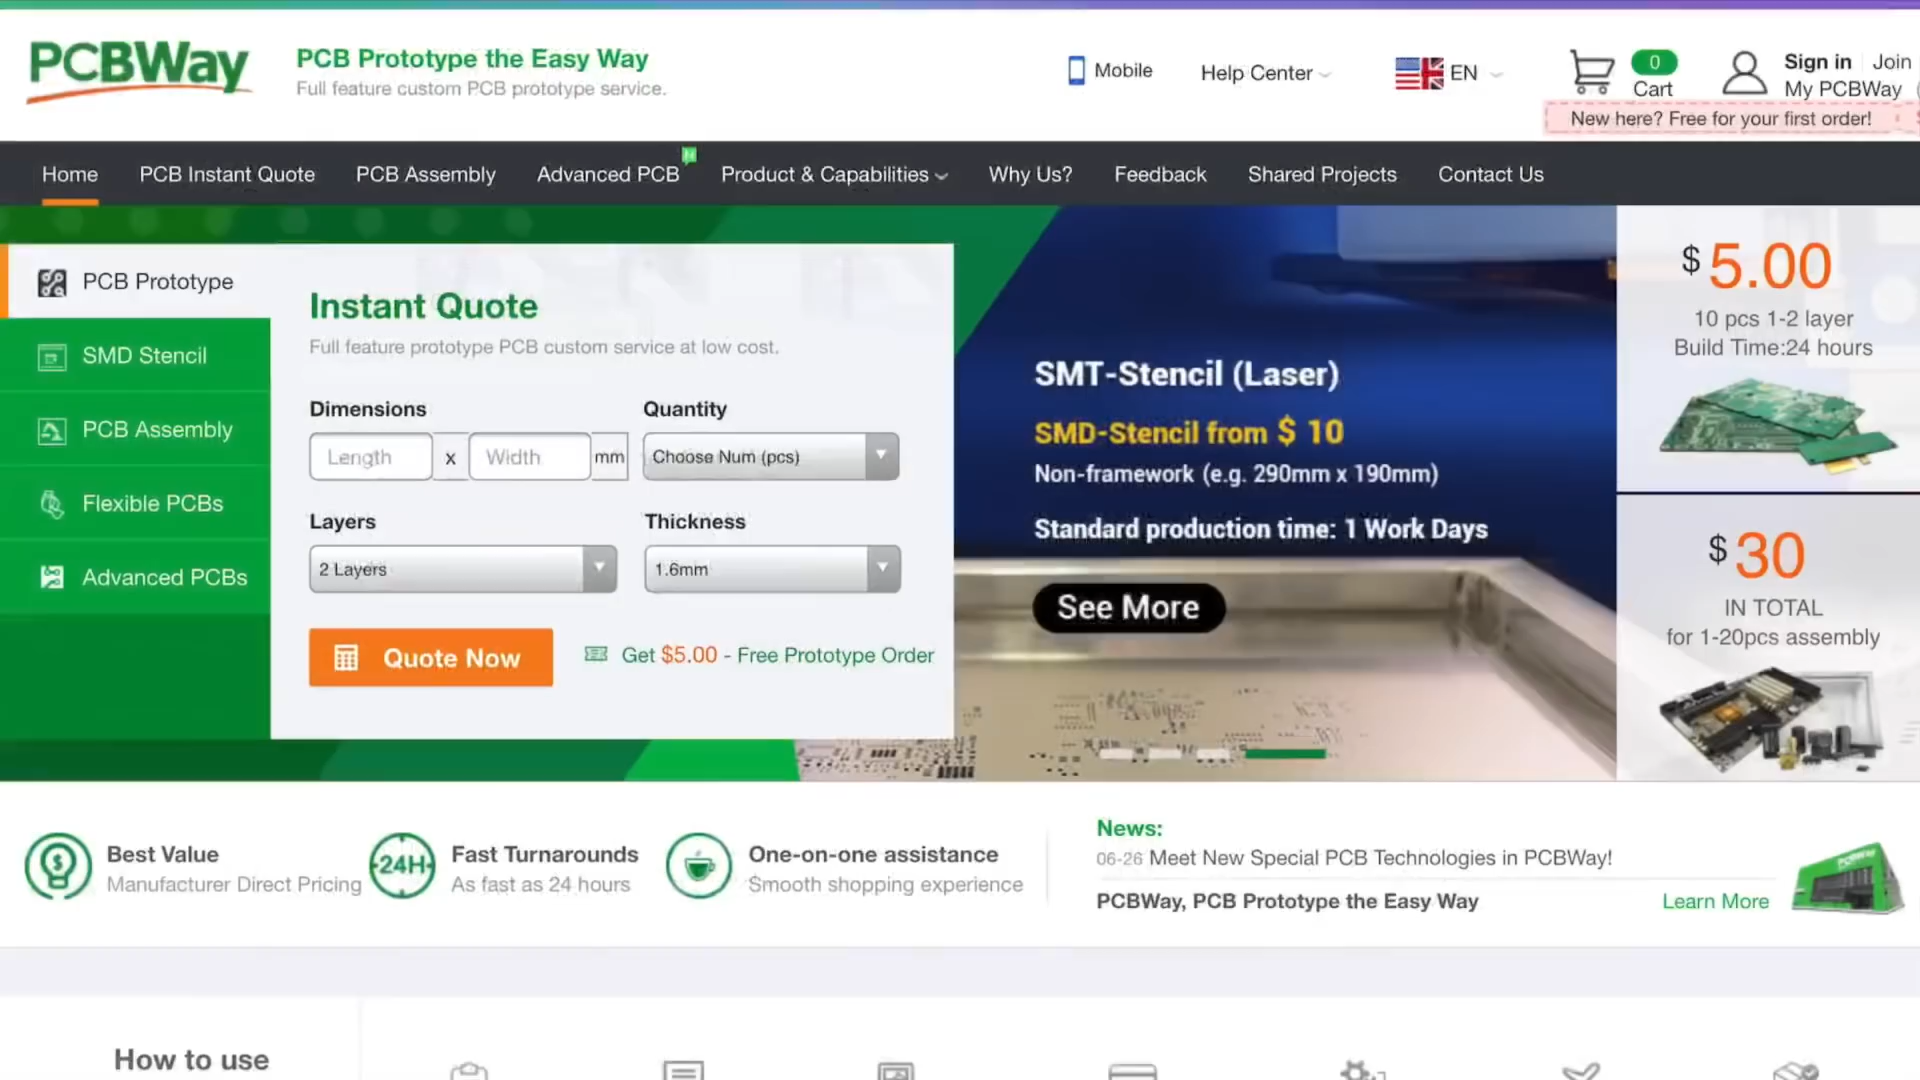 PCBWay
PCB Prototype the Easy Way
Full feature custom PCB prototype service.
Mobile
Help Center
EN
0
Cart
Sign in
Join
My PCBWay
New here? Free for your first order!
Home
PCB Instant Quote
PCB Assembly
Advanced PCB
Product & Capabilities
Why Us?
Feedback
Shared Projects
Contact Us
PCB Prototype
SMD Stencil
PCB Assembly
Flexible PCBs
Advanced PCBs
Instant Quote
Full feature prototype PCB custom service at low cost.
Dimensions
Quantity
Length x Width mm
Choose Num (pcs)
Layers
Thickness
2 Layers
1.6mm
Quote Now
Get $5.00 - Free Prototype Order
SMT-Stencil (Laser)
SMD-Stencil from $ 10
Non-framework (e.g. 290mm x 190mm)
Standard production time: 1 Work Days
See More
$ 5.00
10 pcs 1-2 layer
Build Time:24 hours
$ 30
IN TOTAL
for 1-20pcs assembly
Best Value
Manufacturer Direct Pricing
24H
Fast Turnarounds
As fast as 24 hours
One-on-one assistance
Smooth shopping experience
News:
06-26 Meet New Special PCB Technologies in PCBWay!
PCBWay, PCB Prototype the Easy Way
Learn More
How to use